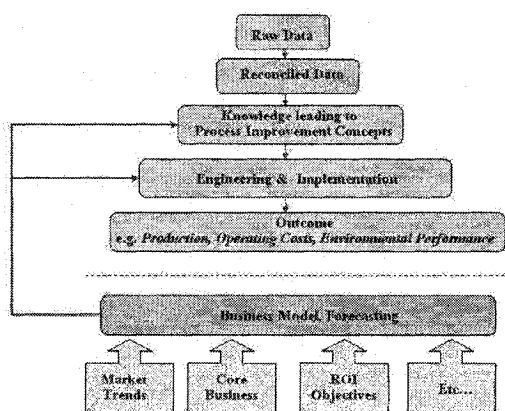 Raw Data
Reconciled Data
Knowledge leading to
Process Improvement Concepts
Engineering & Implementation
Outcome
e.g. Production, Operating Costs, Environmental Performance
Business Model, Forecasting
Market
Trends
Core
Business
ROI
Objectives
Etc...